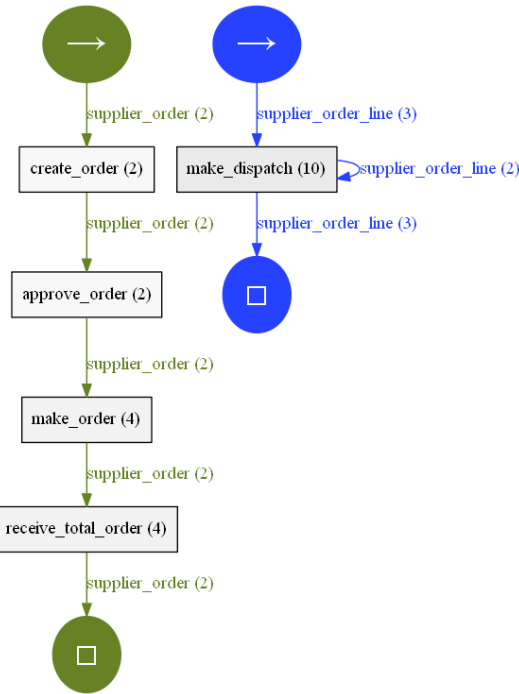 →
→
supplier_order (2)
supplier_order_line (3)
create_order (2)
make_dispatch (10)
supplier_order_line (2)
supplier_order (2)
supplier_order_line (3)
approve_order (2)
supplier_order (2)
make_order (4)
supplier_order (2)
receive_total_order (4)
supplier_order (2)